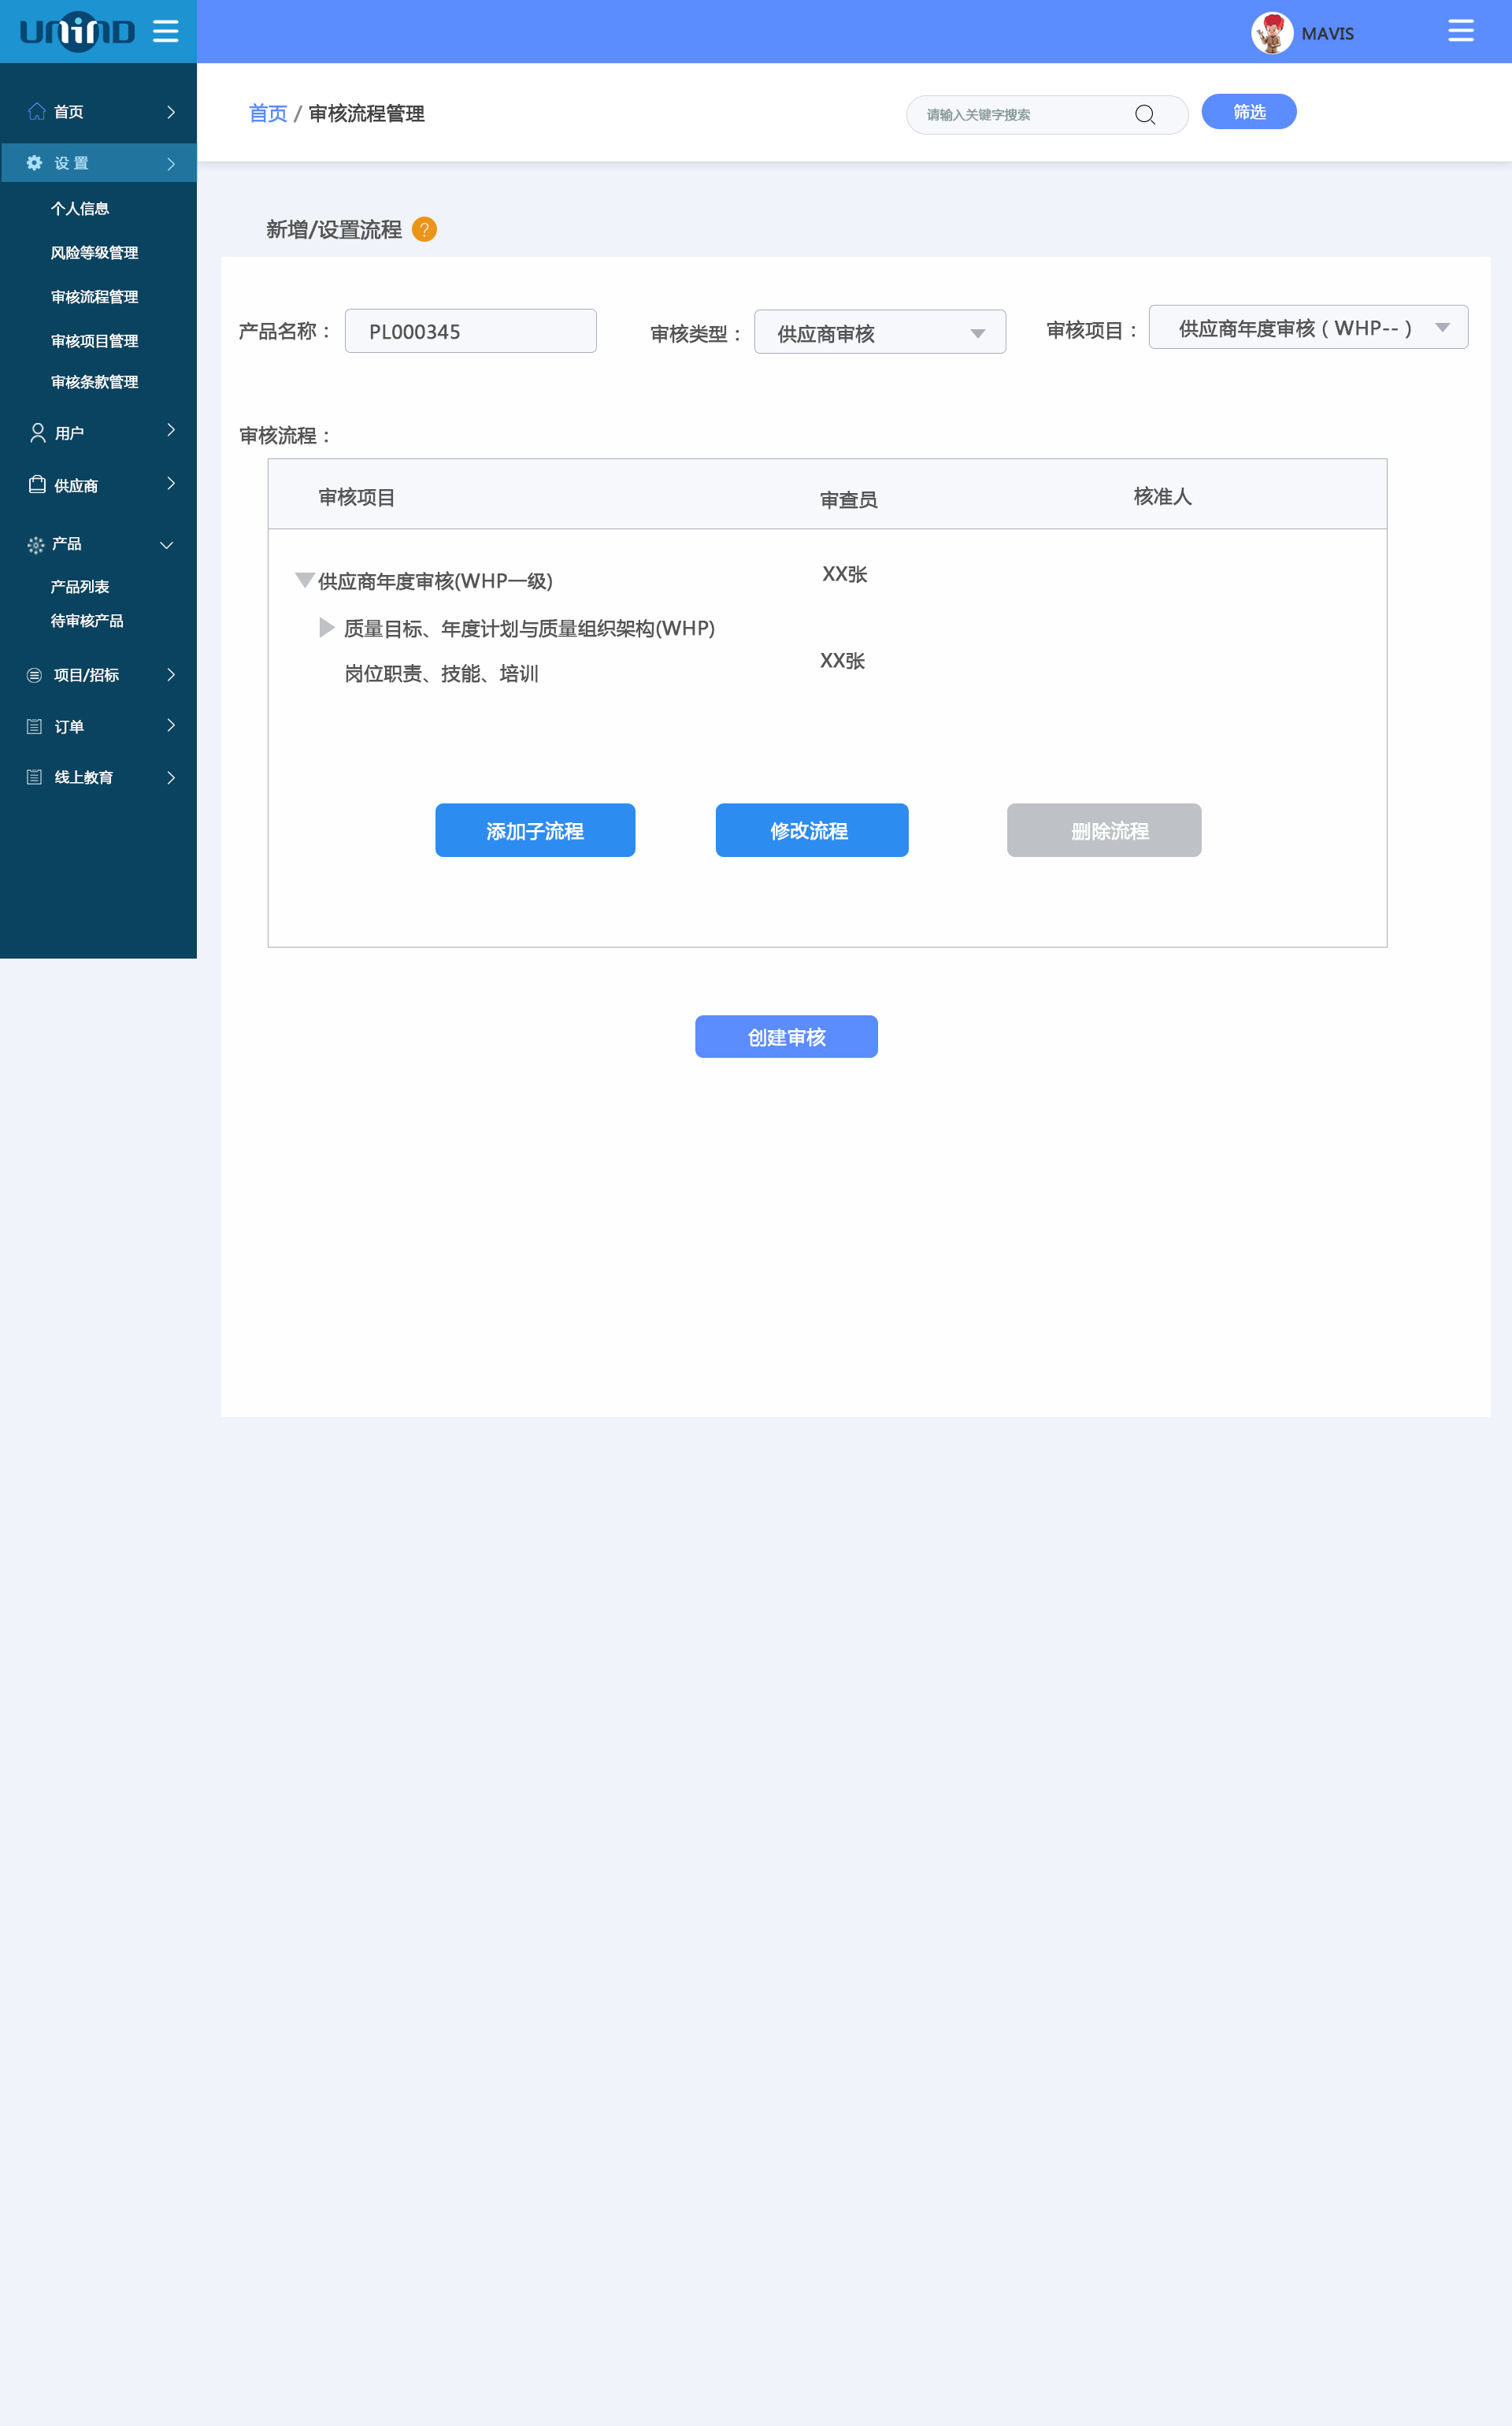 UNIND
MAVIS
首页 / 审核流程管理
请输入关键字搜索
筛选
首页
设 置
个人信息
风险等级管理
审核流程管理
审核项目管理
审核条款管理
用户
供应商
产品
产品列表
待审核产品
项目/招标
订单
线上教育
新增/设置流程 ?
产品名称： PL000345
审核类型： 供应商审核
审核项目： 供应商年度审核（WHP--）
审核流程：
审核项目 审查员 核准人
供应商年度审核(WHP一级) XX张
质量目标、年度计划与质量组织架构(WHP)
岗位职责、技能、培训 XX张
添加子流程 修改流程 删除流程
创建审核